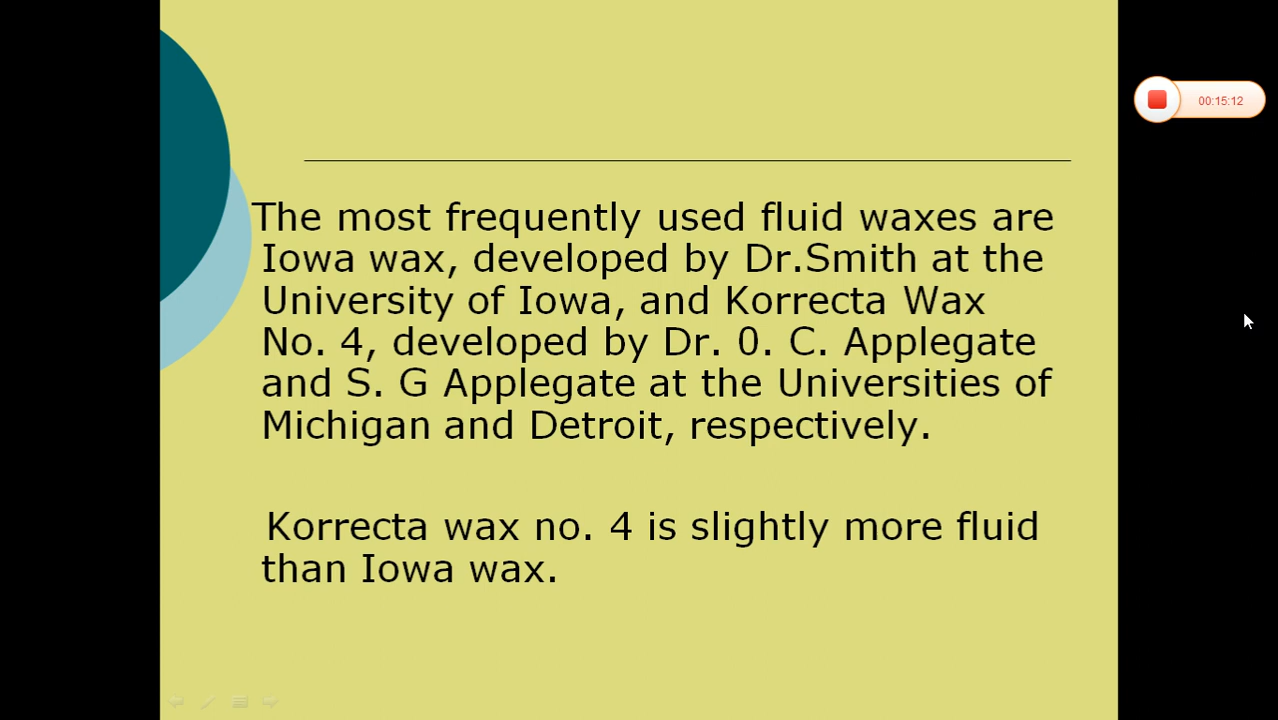 00:15:12
The most frequently used fluid waxes are
Iowa wax, developed by Dr.Smith at the
University of Iowa, and Korrecta Wax
No. 4, developed by Dr. 0. C. Applegate
and S. G Applegate at the Universities of
Michigan and Detroit, respectively.
Korrecta wax no. 4 is slightly more fluid
than Iowa wax.